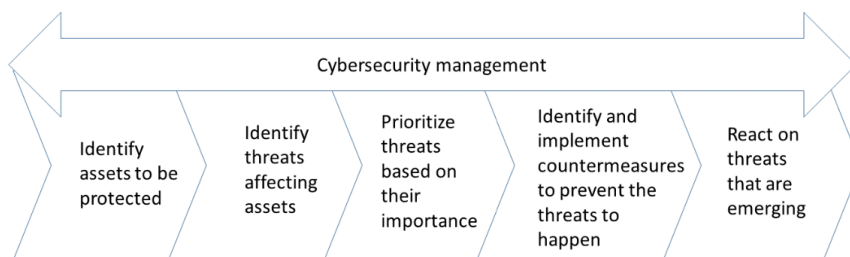 Cybersecurity management
Identify
assets to be
protected
Identify
threats
affecting
assets
Prioritize
threats
based on
their
importance
Identify and
implement
countermeasures
to prevent the
threats to
happen
React on
threats
that are
emerging